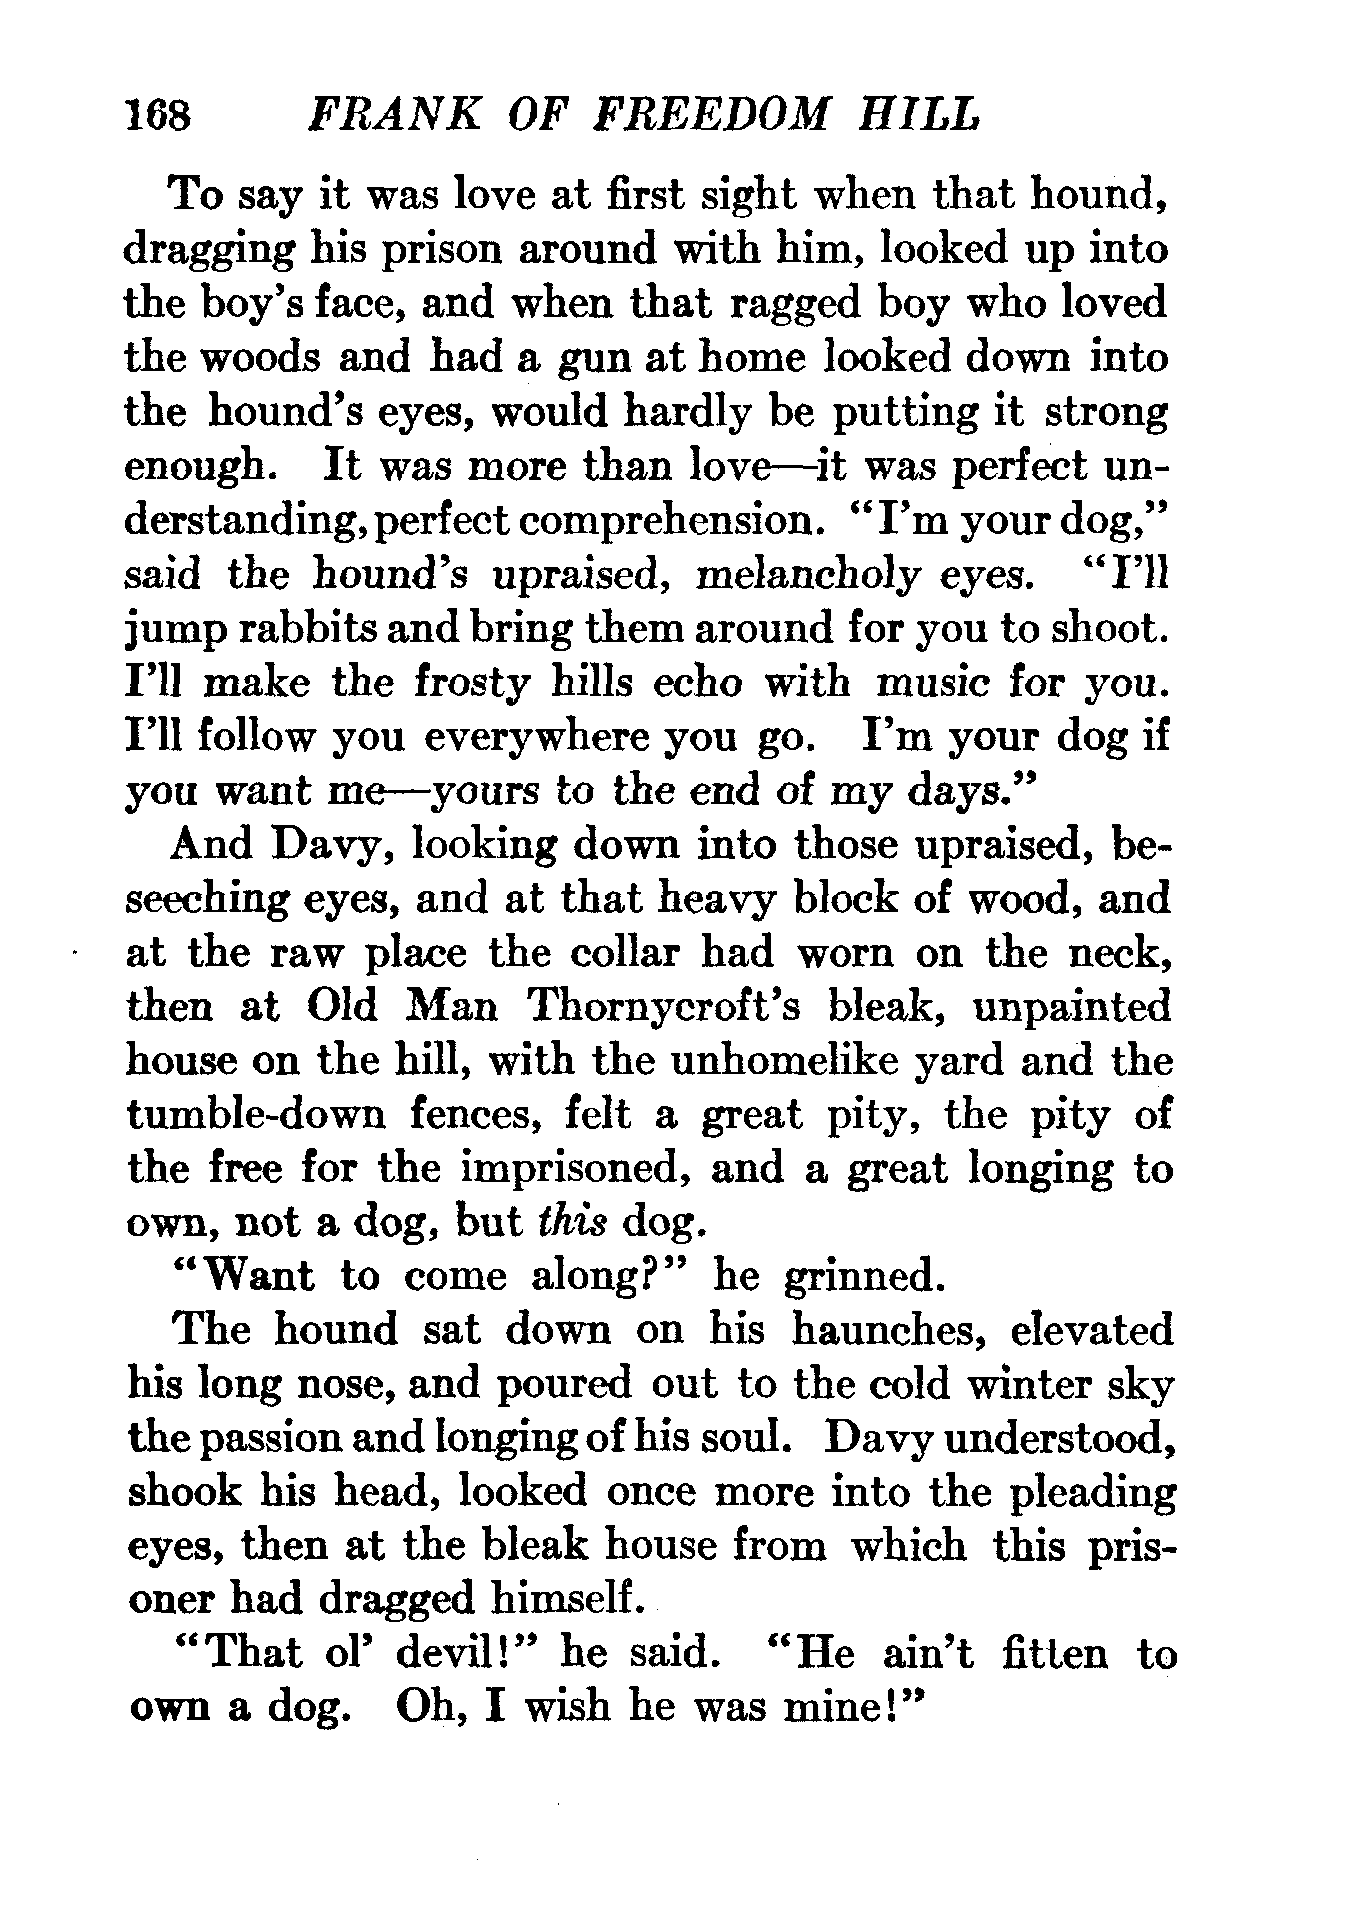 168 FRANK OF FREEDOM HILL
To say it was love at first sight when that hound,
dragging his prison around with him, looked up into
the boy's face, and when that ragged boy who loved
the woods and had a gun at home looked down into
the hound's eyes, would hardly be putting it strong
enough. It was more than love—it was perfect un-
derstanding, perfect comprehension. “I'm your dog,”
said the hound's upraised, melancholy eyes. “I'll
jump rabbits and bring them around for you to shoot.
I'll make the frosty hills echo with music for you.
I'll follow you everywhere you go. I'm your dog if
you want me—yours to the end of my days.”
And Davy, looking down into those upraised, be-
seeching eyes, and at that heavy block of wood, and
at the raw place the collar had worn on the neck,
then at Old Man Thornycroft's bleak, unpainted
house on the hill, with the unhomelike yard and the
tumble-down fences, felt a great pity, the pity of
the free for the imprisoned, and a great longing to
own, not a dog, but this dog.
“Want to come along?” he grinned.
The hound sat down on his haunches, elevated
his long nose, and poured out to the cold winter sky
the passion and longing of his soul. Davy understood,
shook his head, looked once more into the pleading
eyes, then at the bleak house from which this pris-
oner had dragged himself.
“That ol' devil!” he said. “He ain't fitten to
own a dog. Oh, I wish he was mine!”